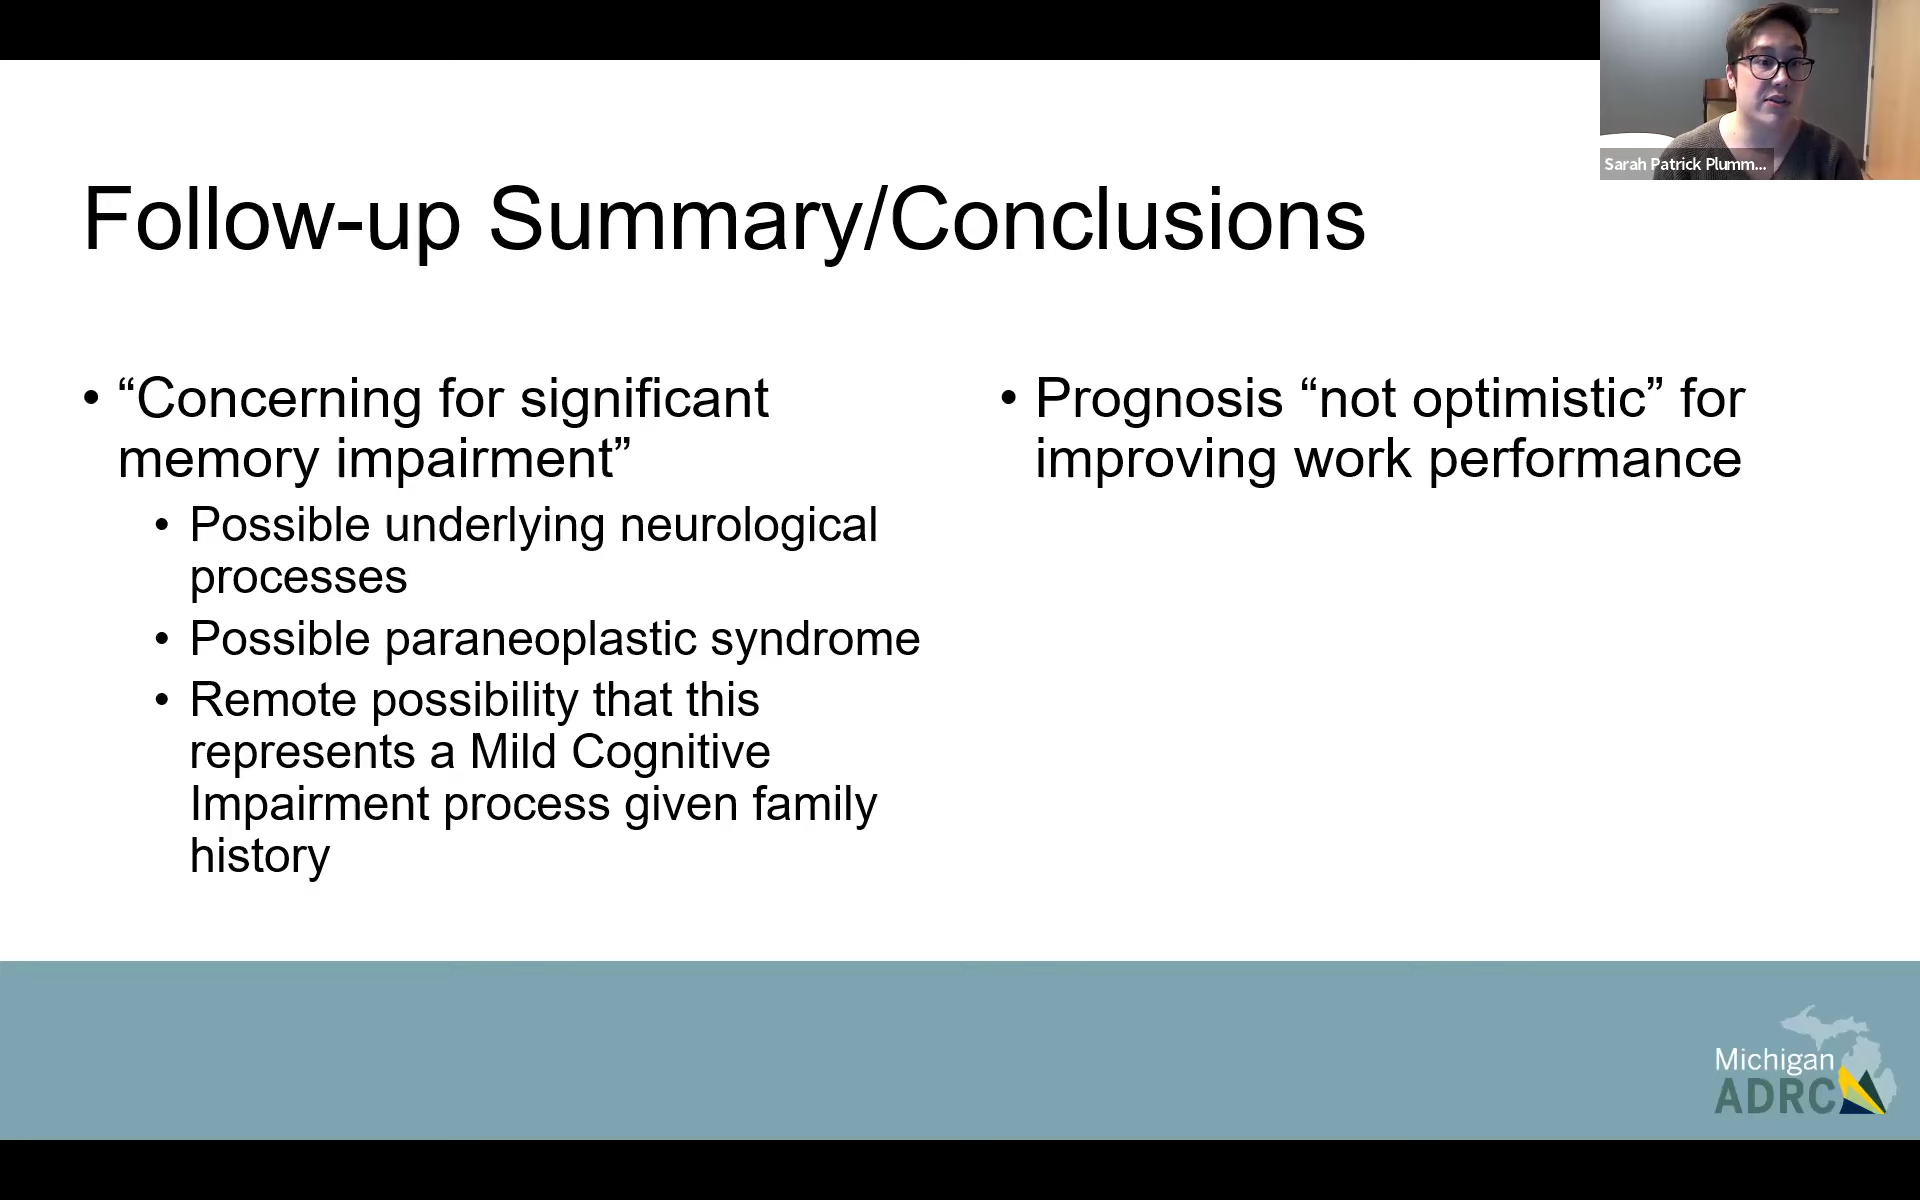 Sarah Patrick Plumm...
Follow-up Summary/Conclusions
• “Concerning for significant
memory impairment”
• Possible underlying neurological
processes
• Possible paraneoplastic syndrome
• Remote possibility that this
represents a Mild Cognitive
Impairment process given family
history
• Prognosis “not optimistic” for
improving work performance
Michigan
ADRC